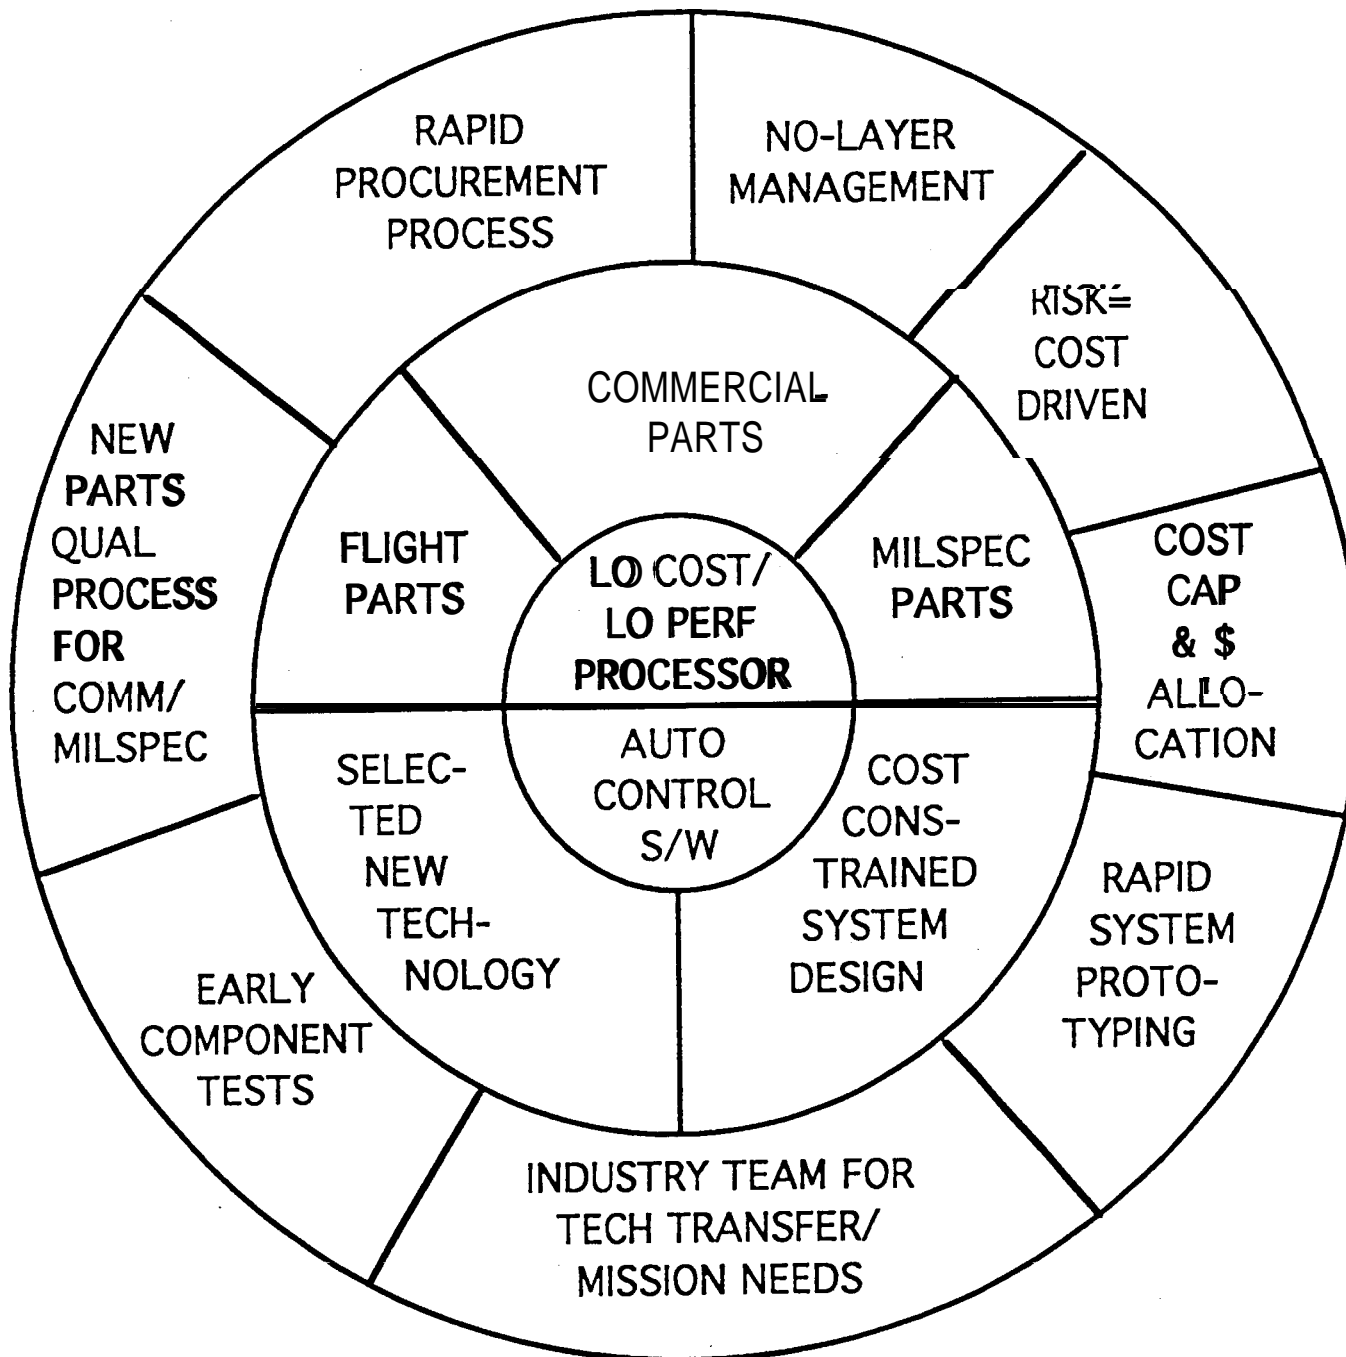 RAPID
PROCUREMENT
PROCESS
NO-LAYER
MANAGEMENT
RISK=
COST
DRIVEN
COST
CAP
& $
ALLO-
CATION
RAPID
SYSTEM
PROTO-
TYPING
INDUSTRY TEAM FOR
TECH TRANSFER/
MISSION NEEDS
EARLY
COMPONENT
TESTS
NEW
PARTS
QUAL
PROCESS
FOR
COMM/
MILSPEC
COMMERCIAL
PARTS
FLIGHT
PARTS
MILSPEC
PARTS
SELEC-
TED
NEW
TECH-
NOLOGY
COST
CONS-
TRAINED
SYSTEM
DESIGN
LO COST/
LO PERF
PROCESSOR
AUTO
CONTROL
S/W